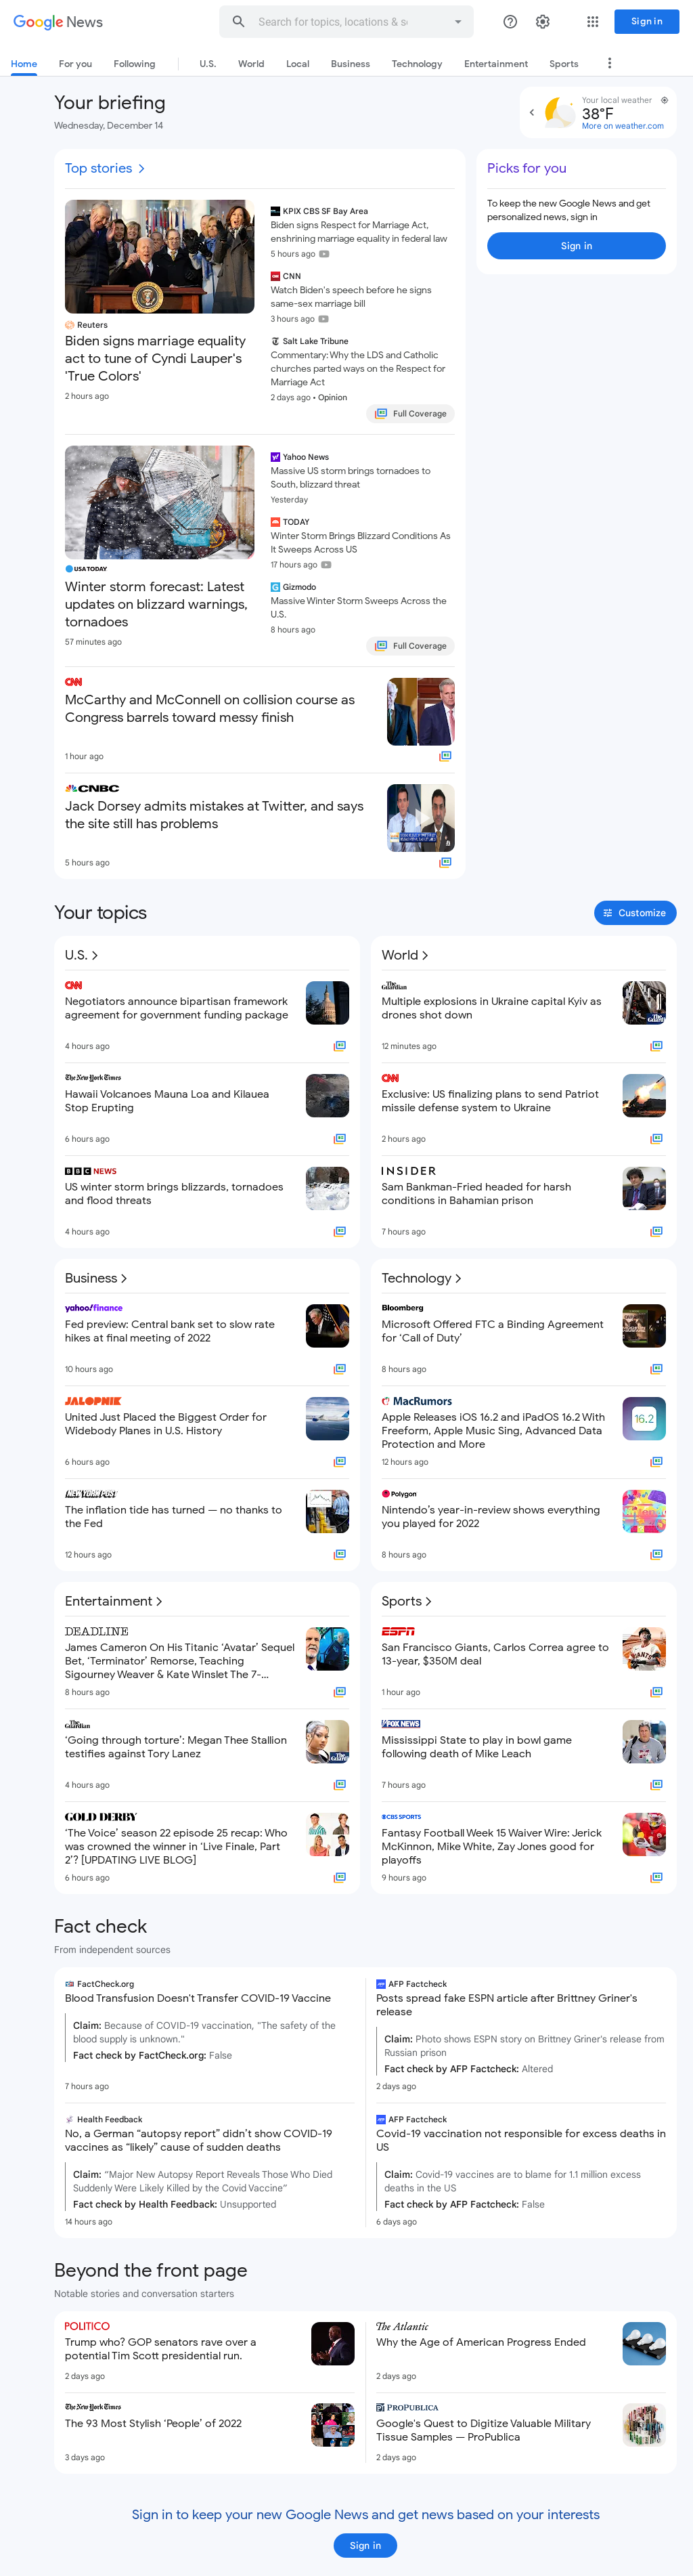 Google News
Search for topics, locations & s
Sign in
Home
For you
Following
U.S.
World
Local
Business
Technology
Entertainment
Sports
Your briefing
Wednesday, December 14
Your local weather
38°F
More on weather.com
Top stories
Reuters
Biden signs marriage equality
act to tune of Cyndi Lauper's
'True Colors'
2 hours ago
KPIX CBS SF Bay Area
Biden signs Respect for Marriage Act,
enshrining marriage equality in federal law
5 hours ago
CNN
Watch Biden's speech before he signs
same-sex marriage bill
3 hours ago
Salt Lake Tribune
Commentary: Why the LDS and Catholic
churches parted ways on the Respect for
Marriage Act
2 days ago • Opinion
Full Coverage
Picks for you
To keep the new Google News and get
personalized news, sign in
Sign in
USA TODAY
Winter storm forecast: Latest
updates on blizzard warnings,
tornadoes
57 minutes ago
Yahoo News
Massive US storm brings tornadoes to
South, blizzard threat
Yesterday
TODAY
Winter Storm Brings Blizzard Conditions As
It Sweeps Across US
17 hours ago
Gizmodo
Massive Winter Storm Sweeps Across the
U.S.
8 hours ago
Full Coverage
CNN
McCarthy and McConnell on collision course as
Congress barrels toward messy finish
1 hour ago
CNBC
Jack Dorsey admits mistakes at Twitter, and says
the site still has problems
5 hours ago
Your topics
Customize
U.S.
CNN
Negotiators announce bipartisan framework
agreement for government funding package
4 hours ago
The New York Times
Hawaii Volcanoes Mauna Loa and Kilauea
Stop Erupting
6 hours ago
BBC NEWS
US winter storm brings blizzards, tornadoes
and flood threats
4 hours ago
World
The Guardian
Multiple explosions in Ukraine capital Kyiv as
drones shot down
12 minutes ago
CNN
Exclusive: US finalizing plans to send Patriot
missile defense system to Ukraine
2 hours ago
INSIDER
Sam Bankman-Fried headed for harsh
conditions in Bahamian prison
7 hours ago
Business
yahoo!finance
Fed preview: Central bank set to slow rate
hikes at final meeting of 2022
10 hours ago
JALOPNIK
United Just Placed the Biggest Order for
Widebody Planes in U.S. History
6 hours ago
NEW YORK POST
The inflation tide has turned — no thanks to
the Fed
12 hours ago
Technology
Bloomberg
Microsoft Offered FTC a Binding Agreement
for ‘Call of Duty’
8 hours ago
MacRumors
Apple Releases iOS 16.2 and iPadOS 16.2 With
Freeform, Apple Music Sing, Advanced Data
Protection and More
16.2
12 hours ago
Polygon
Nintendo’s year-in-review shows everything
you played for 2022
8 hours ago
Entertainment
DEADLINE
James Cameron On His Titanic ‘Avatar’ Sequel
Bet, ‘Terminator’ Remorse, Teaching
Sigourney Weaver & Kate Winslet The 7-...
8 hours ago
The Guardian
‘Going through torture’: Megan Thee Stallion
testifies against Tory Lanez
4 hours ago
GOLD DERBY
‘The Voice’ season 22 episode 25 recap: Who
was crowned the winner in ‘Live Finale, Part
2’? [UPDATING LIVE BLOG]
6 hours ago
Sports
ESPN
San Francisco Giants, Carlos Correa agree to
13-year, $350M deal
1 hour ago
FOX NEWS
Mississippi State to play in bowl game
following death of Mike Leach
7 hours ago
CBS SPORTS
Fantasy Football Week 15 Waiver Wire: Jerick
McKinnon, Mike White, Zay Jones good for
playoffs
9 hours ago
Fact check
From independent sources
FactCheck.org
Blood Transfusion Doesn't Transfer COVID-19 Vaccine
Claim: Because of COVID-19 vaccination, “The safety of the
blood supply is unknown.”
Fact check by FactCheck.org: False
7 hours ago
AFP Factcheck
Posts spread fake ESPN article after Brittney Griner's
release
Claim: Photo shows ESPN story on Brittney Griner's release from
Russian prison
Fact check by AFP Factcheck: Altered
2 days ago
Health Feedback
No, a German “autopsy report” didn’t show COVID-19
vaccines as “likely” cause of sudden deaths
Claim: “Major New Autopsy Report Reveals Those Who Died
Suddenly Were Likely Killed by the Covid Vaccine”
Fact check by Health Feedback: Unsupported
14 hours ago
AFP Factcheck
Covid-19 vaccination not responsible for excess deaths in
US
Claim: Covid-19 vaccines are to blame for 1.1 million excess
deaths in the US
Fact check by AFP Factcheck: False
6 days ago
Beyond the front page
Notable stories and conversation starters
POLITICO
Trump who? GOP senators rave over a
potential Tim Scott presidential run.
2 days ago
The Atlantic
Why the Age of American Progress Ended
2 days ago
The New York Times
The 93 Most Stylish ‘People’ of 2022
3 days ago
PROPUBLICA
Google's Quest to Digitize Valuable Military
Tissue Samples — ProPublica
2 days ago
Sign in to keep your new Google News and get news based on your interests
Sign in